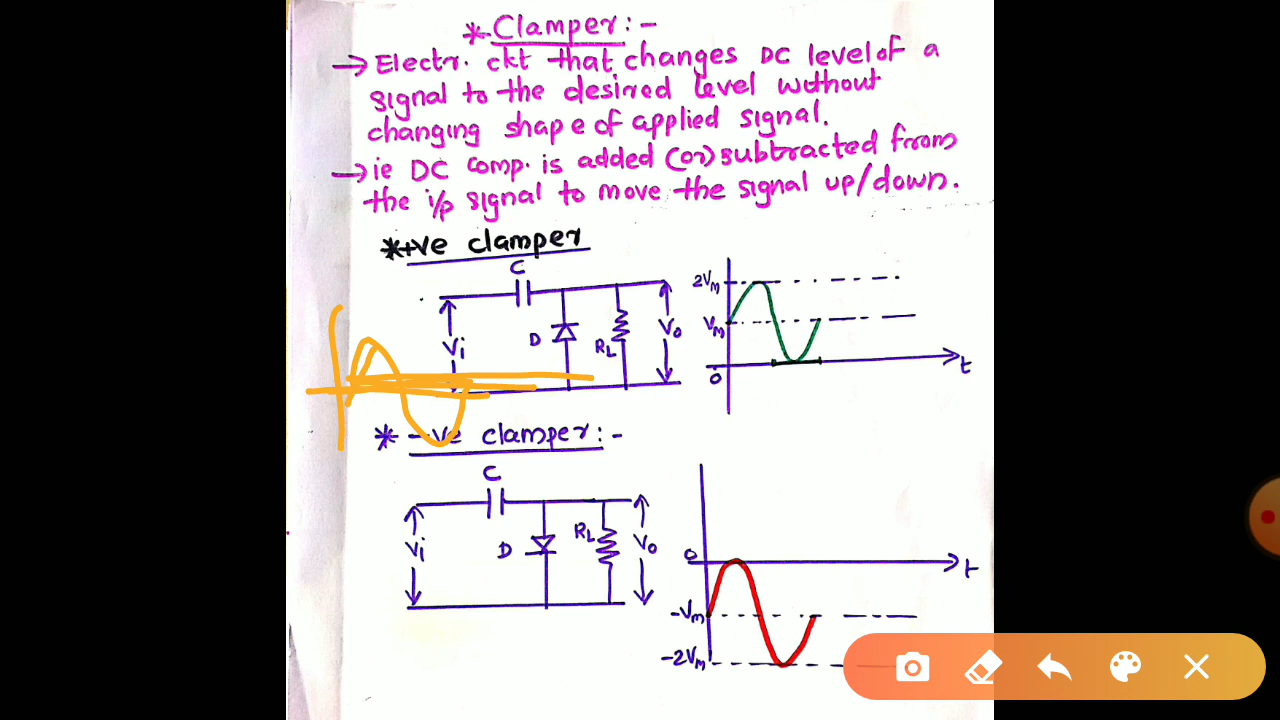 * Clamper:-
→ Electr. ckt that changes DC level of a
signal to the desired level without
changing shape of applied signal.
→ ie DC comp. is added (or) subtracted from
the i/p signal to move the signal up/down.
*+ve clamper
C
Vi
D
RL
Vo
2Vm
Vm
0
t
* -ve clamper:-
C
Vi
D
RL
Vo
0
t
-Vm
-2Vm